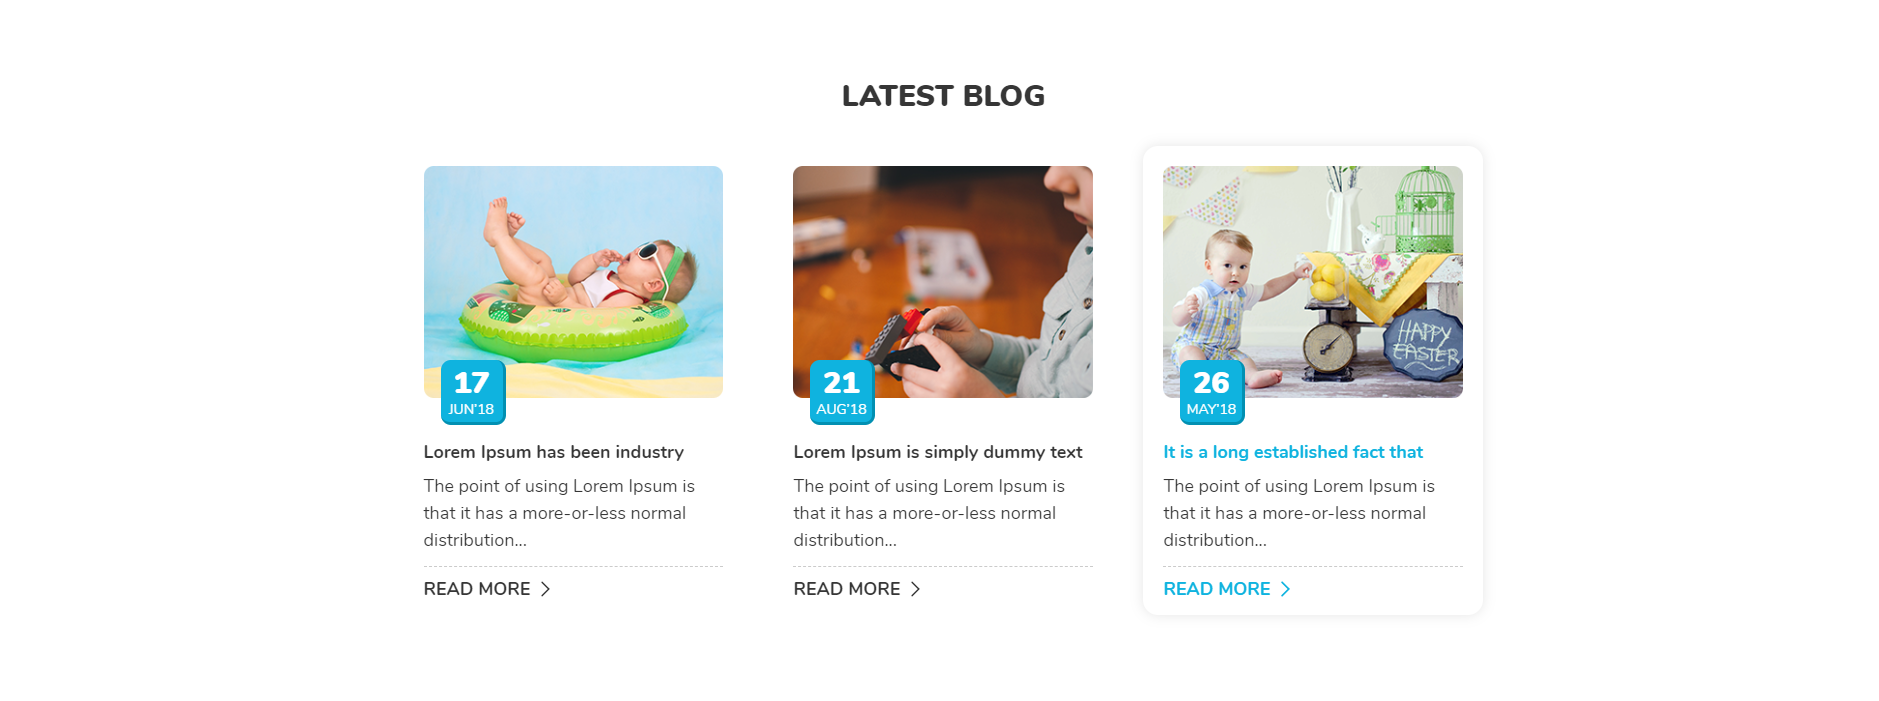 LATEST BLOG
17
JUN'18
Lorem Ipsum has been industry
The point of using Lorem Ipsum is
that it has a more-or-less normal
distribution...
READ MORE
21
AUG'18
Lorem Ipsum is simply dummy text
The point of using Lorem Ipsum is
that it has a more-or-less normal
distribution...
READ MORE
HAPPY
EASTER
26
MAY'18
It is a long established fact that
The point of using Lorem Ipsum is
that it has a more-or-less normal
distribution...
READ MORE